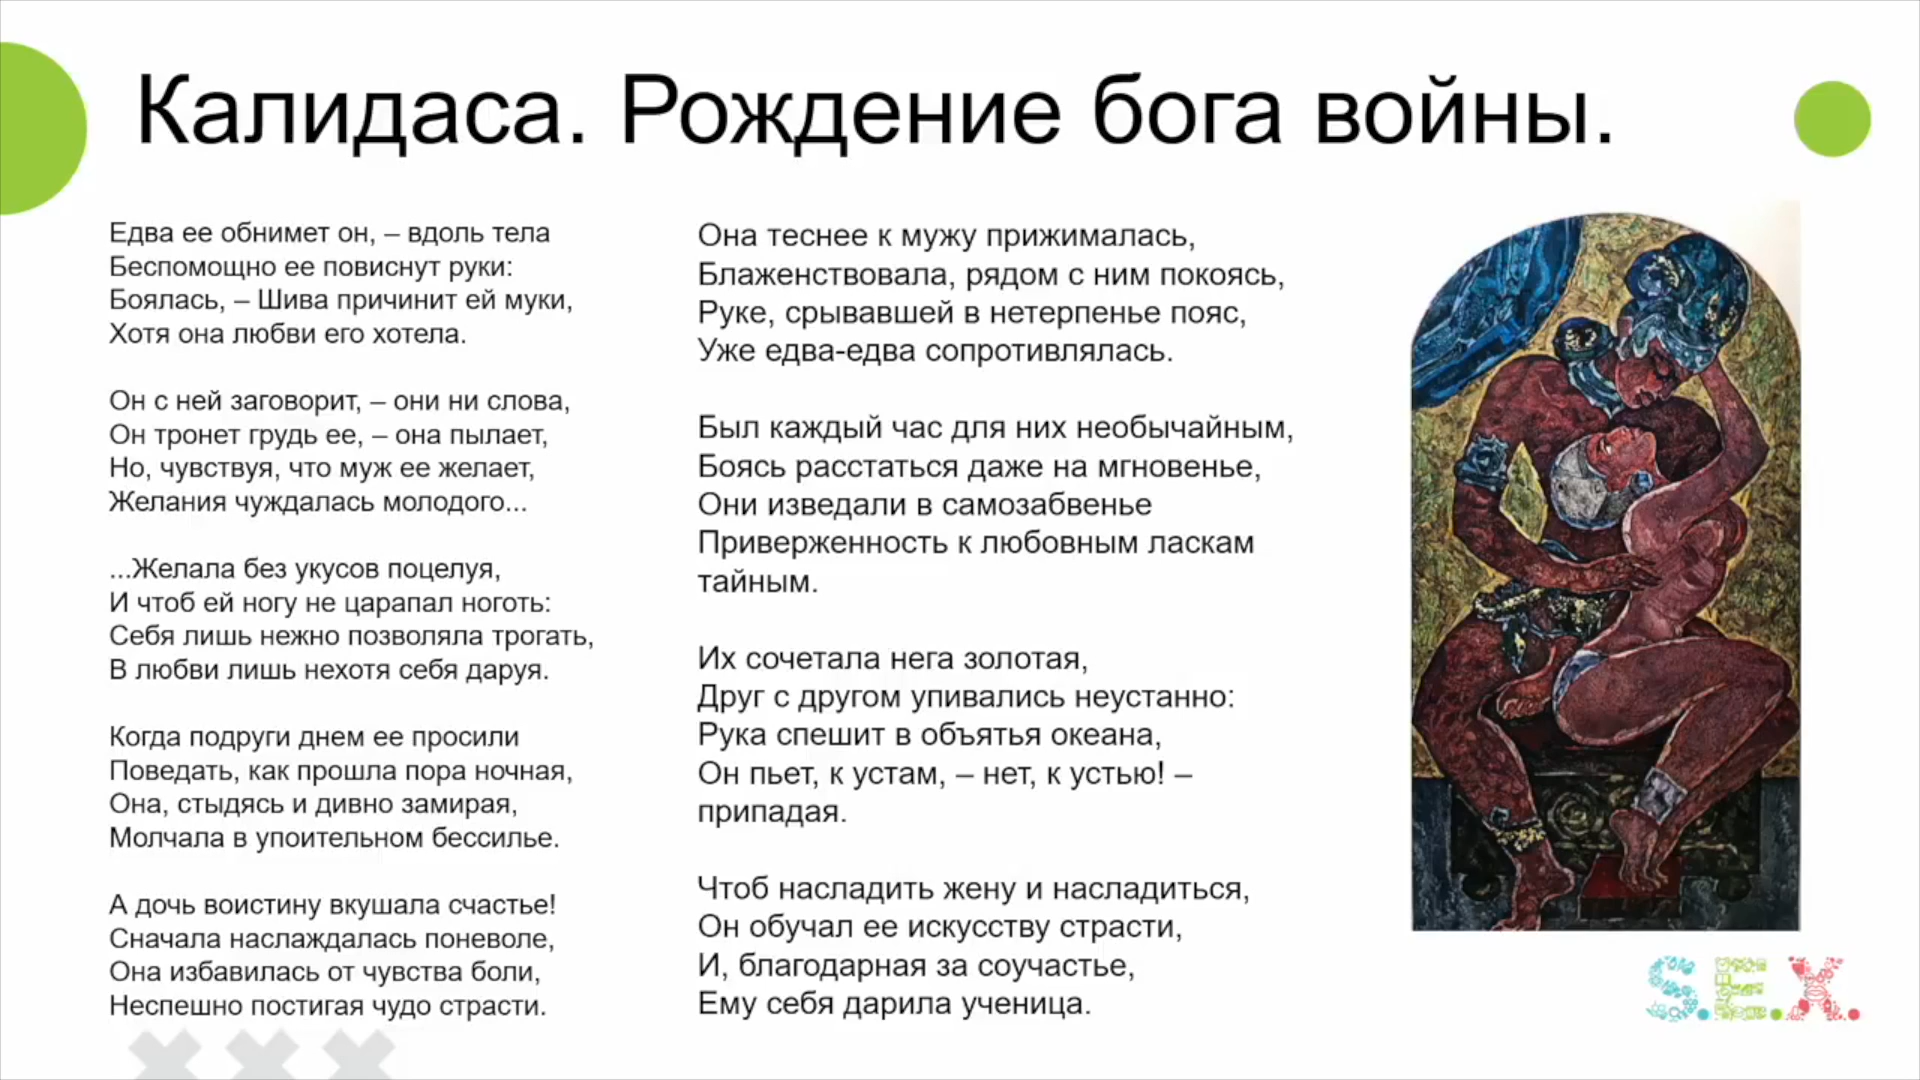 Калидаса. Рождение бога войны.
Едва ее обнимет он, – вдоль тела
Беспомощно ее повиснут руки:
Боялась, – Шива причинит ей муки,
Хотя она любви его хотела.
Он с ней заговорит, – они ни слова,
Он тронет грудь ее, – она пылает,
Но, чувствуя, что муж ее желает,
Желания чуждалась молодого...
...Желала без укусов поцелуя,
И чтоб ей ногу не царапал ноготь:
Себя лишь нежно позволяла трогать,
В любви лишь нехотя себя даруя.
Когда подруги днем ее просили
Поведать, как прошла пора ночная,
Она, стыдясь и дивно замирая,
Молчала в упоительном бессилье.
А дочь воистину вкушала счастье!
Сначала наслаждалась поневоле,
Она избавилась от чувства боли,
Неспешно постигая чудо страсти.
Она теснее к мужу прижималась,
Блаженствовала, рядом с ним покоясь,
Руке, срывавшей в нетерпенье пояс,
Уже едва-едва сопротивлялась.
Был каждый час для них необычайным,
Боясь расстаться даже на мгновенье,
Они изведали в самозабвенье
Приверженность к любовным ласкам
тайным.
Их сочетала нега золотая,
Друг с другом упивались неустанно:
Рука спешит в объятья океана,
Он пьет, к устам, – нет, к устью! –
припадая.
Чтоб насладить жену и насладиться,
Он обучал ее искусству страсти,
И, благодарная за соучастье,
Ему себя дарила ученица.
S.E.X.